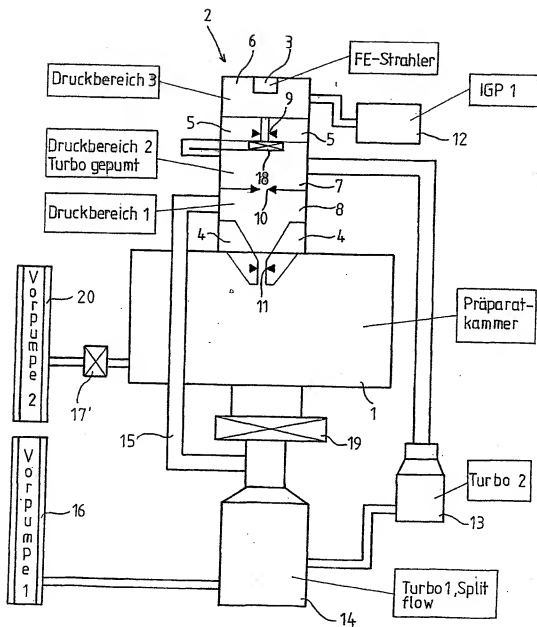 2
6
3
FE-Strahler
Druckbereich 3
9
IGP 1
5
5
12
Druckbereich 2
Turbo gepumt
18
7
Druckbereich 1
10
8
4
4
11
20
Vorpumpe 2
Präparat-
kammer
17'
1
15
19
Vorpumpe 1
16
Turbo 2
13
Turbo1,Split
flow
14